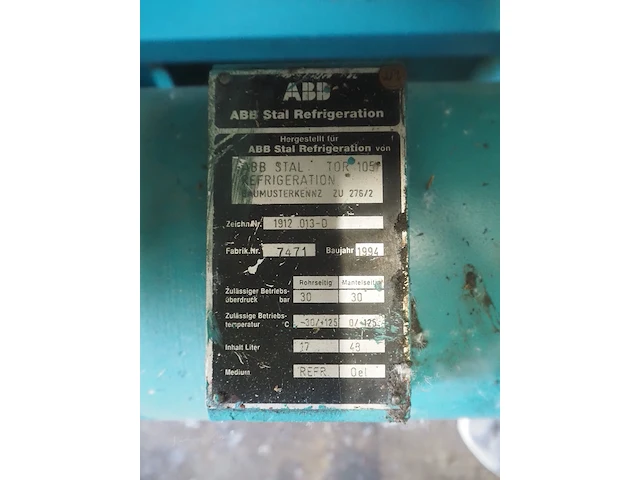 ABB
ABB Stal Refrigeration
Hergestellt für
ABB Stal Refrigeration von
ABB STAL TOR 105
REFRIGERATION
BAUMUSTERKENNZ ZU 276/2
Zeichn.Nr. 1912 013-D
Fabrik.Nr. 7471 Baujahr 1994
Rohrseitig Mantelseitig
Zulässiger Betriebs-
überdruck bar 30 30
Zulässige Betriebs-
temperatur °C -30/+125 0/+125
Inhalt Liter 17 48
Medium REFR. Oel